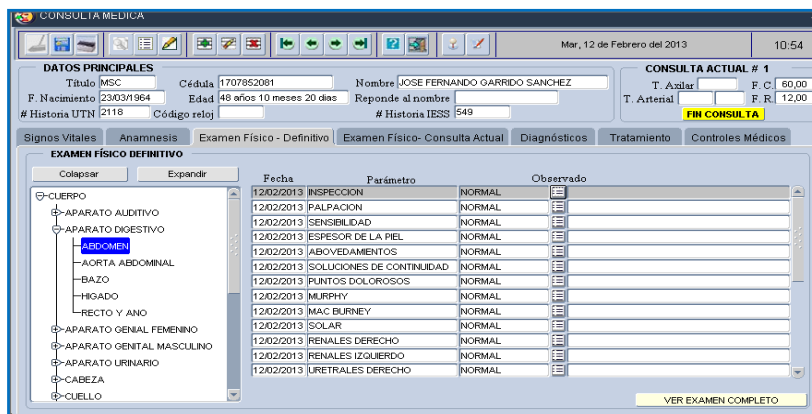 CONSULTA MEDICA
Mar, 12 de Febrero del 2013 10:54
DATOS PRINCIPALES
Título MSC Cédula 1707852081 Nombre JOSE FERNANDO GARRIDO SANCHEZ
F. Nacimiento 23/03/1964 Edad 48 años 10 meses 20 dias Reponde al nombre
# Historia UTN 2118 Código reloj # Historia IESS 549
CONSULTA ACTUAL # 1
T. Axilar F. C. 60,00
T. Arterial F. R. 12,00
FIN CONSULTA
Signos Vitales Anamnesis Examen Físico - Definitivo Examen Físico- Consulta Actual Diagnósticos Tratamiento Controles Médicos
EXAMEN FÍSICO DEFINITIVO
Colapsar Expandir
CUERPO
APARATO AUDITIVO
APARATO DIGESTIVO
ABDOMEN
AORTA ABDOMINAL
BAZO
HIGADO
RECTO Y ANO
APARATO GENIAL FEMENINO
APARATO GENITAL MASCULINO
APARATO URINARIO
CABEZA
CUELLO
Fecha Parámetro Observado
12/02/2013 INSPECCION NORMAL
12/02/2013 PALPACION NORMAL
12/02/2013 SENSIBILIDAD NORMAL
12/02/2013 ESPESOR DE LA PIEL NORMAL
12/02/2013 ABOVEDAMIENTOS NORMAL
12/02/2013 SOLUCIONES DE CONTINUIDAD NORMAL
12/02/2013 PUNTOS DOLOROSOS NORMAL
12/02/2013 MURPHY NORMAL
12/02/2013 MAC BURNEY NORMAL
12/02/2013 SOLAR NORMAL
12/02/2013 RENALES DERECHO NORMAL
12/02/2013 RENALES IZQUIERDO NORMAL
12/02/2013 URETRALES DERECHO NORMAL
VER EXAMEN COMPLETO